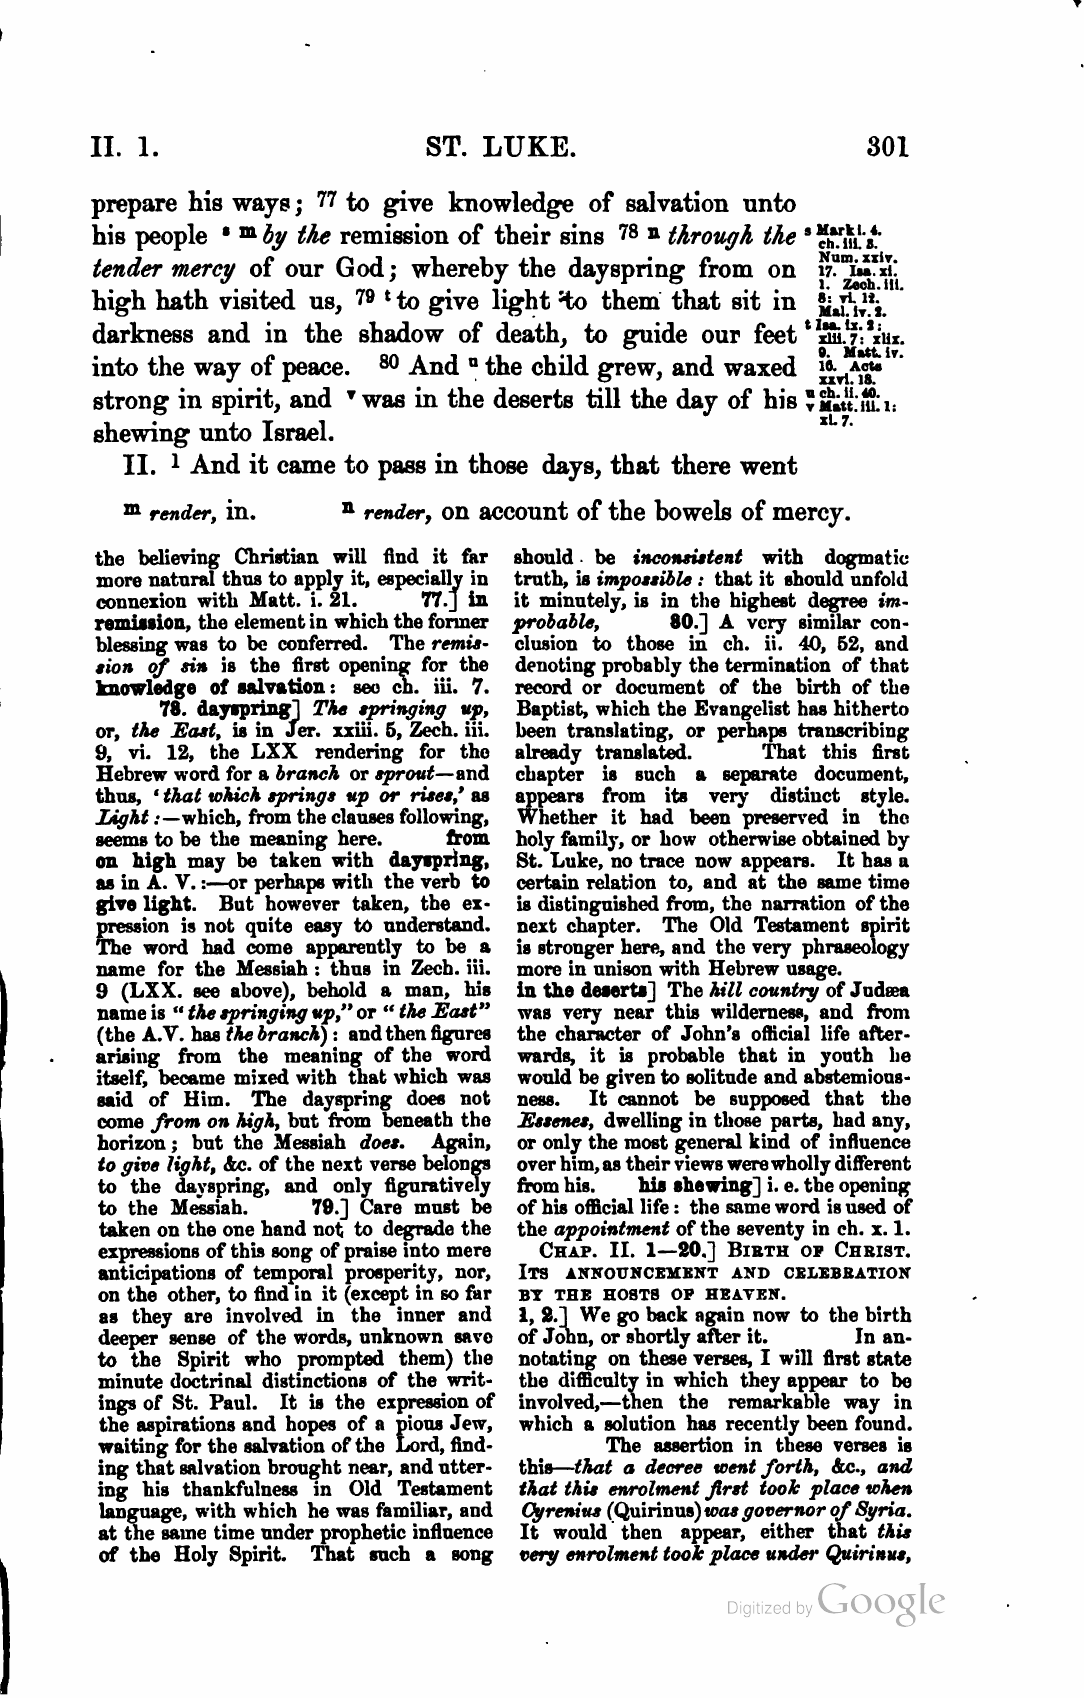 II. 1. ST. LUKE. 301
prepare his ways; 77 to give knowledge of salvation unto
his people s m by the remission of their sins 78 n through the
tender mercy of our God; whereby the dayspring from on
high hath visited us, 79 t to give light to them that sit in
darkness and in the shadow of death, to guide our feet
into the way of peace. 80 And u the child grew, and waxed
strong in spirit, and v was in the deserts till the day of his
shewing unto Israel.
II. 1 And it came to pass in those days, that there went
s Mark i. 4.
ch. iii. 3.
Num. xxiv.
17. Isa. xi.
1. Zech. iii.
8: vi. 12.
Mal. iv. 2.
t Isa. ix. 2:
xlii. 7: xlix.
9. Matt. iv.
16. Acts
xxvi. 18.
u ch. ii. 40.
v Matt. iii. 1:
xi. 7.
m render, in. n render, on account of the bowels of mercy.
the believing Christian will find it far
more natural thus to apply it, especially in
connexion with Matt. i. 21. 77.] in
remission, the element in which the former
blessing was to be conferred. The remis-
sion of sin is the first opening for the
knowledge of salvation: see ch. iii. 7.
78. dayspring] The springing up,
or, the East, is in Jer. xxiii. 5, Zech. iii.
9, vi. 12, the LXX rendering for the
Hebrew word for a branch or sprout—and
thus, ‘that which springs up or rises,’ as
Light:—which, from the clauses following,
seems to be the meaning here. from
on high may be taken with dayspring,
as in A. V.:—or perhaps with the verb to
give light. But however taken, the ex-
pression is not quite easy to understand.
The word had come apparently to be a
name for the Messiah: thus in Zech. iii.
9 (LXX. see above), behold a man, his
name is “the springing up,” or “the East”
(the A.V. has the branch): and then figures
arising from the meaning of the word
itself, became mixed with that which was
said of Him. The dayspring does not
come from on high, but from beneath the
horizon; but the Messiah does. Again,
to give light, &c. of the next verse belongs
to the dayspring, and only figuratively
to the Messiah. 79.] Care must be
taken on the one hand not to degrade the
expressions of this song of praise into mere
anticipations of temporal prosperity, nor,
on the other, to find in it (except in so far
as they are involved in the inner and
deeper sense of the words, unknown save
to the Spirit who prompted them) the
minute doctrinal distinctions of the writ-
ings of St. Paul. It is the expression of
the aspirations and hopes of a pious Jew,
waiting for the salvation of the Lord, find-
ing that salvation brought near, and utter-
ing his thankfulness in Old Testament
language, with which he was familiar, and
at the same time under prophetic influence
of the Holy Spirit. That such a song
should be inconsistent with dogmatic
truth, is impossible: that it should unfold
it minutely, is in the highest degree im-
probable, 80.] A very similar con-
clusion to those in ch. ii. 40, 52, and
denoting probably the termination of that
record or document of the birth of the
Baptist, which the Evangelist has hitherto
been translating, or perhaps transcribing
already translated. That this first
chapter is such a separate document,
appears from its very distinct style.
Whether it had been preserved in the
holy family, or how otherwise obtained by
St. Luke, no trace now appears. It has a
certain relation to, and at the same time
is distinguished from, the narration of the
next chapter. The Old Testament spirit
is stronger here, and the very phraseology
more in unison with Hebrew usage.
in the deserts] The hill country of Judæa
was very near this wilderness, and from
the character of John's official life after-
wards, it is probable that in youth he
would be given to solitude and abstemious-
ness. It cannot be supposed that the
Essenes, dwelling in those parts, had any,
or only the most general kind of influence
over him, as their views were wholly different
from his. his shewing] i. e. the opening
of his official life: the same word is used of
the appointment of the seventy in ch. x. 1.
CHAP. II. 1—20.] BIRTH OF CHRIST.
ITS ANNOUNCEMENT AND CELEBRATION
BY THE HOSTS OF HEAVEN.
1, 2.] We go back again now to the birth
of John, or shortly after it. In an-
notating on these verses, I will first state
the difficulty in which they appear to be
involved,—then the remarkable way in
which a solution has recently been found.
The assertion in these verses is
this—that a decree went forth, &c., and
that this enrolment first took place when
Cyrenius (Quirinus) was governor of Syria.
It would then appear, either that this
very enrolment took place under Quirinus,
Digitized by Google